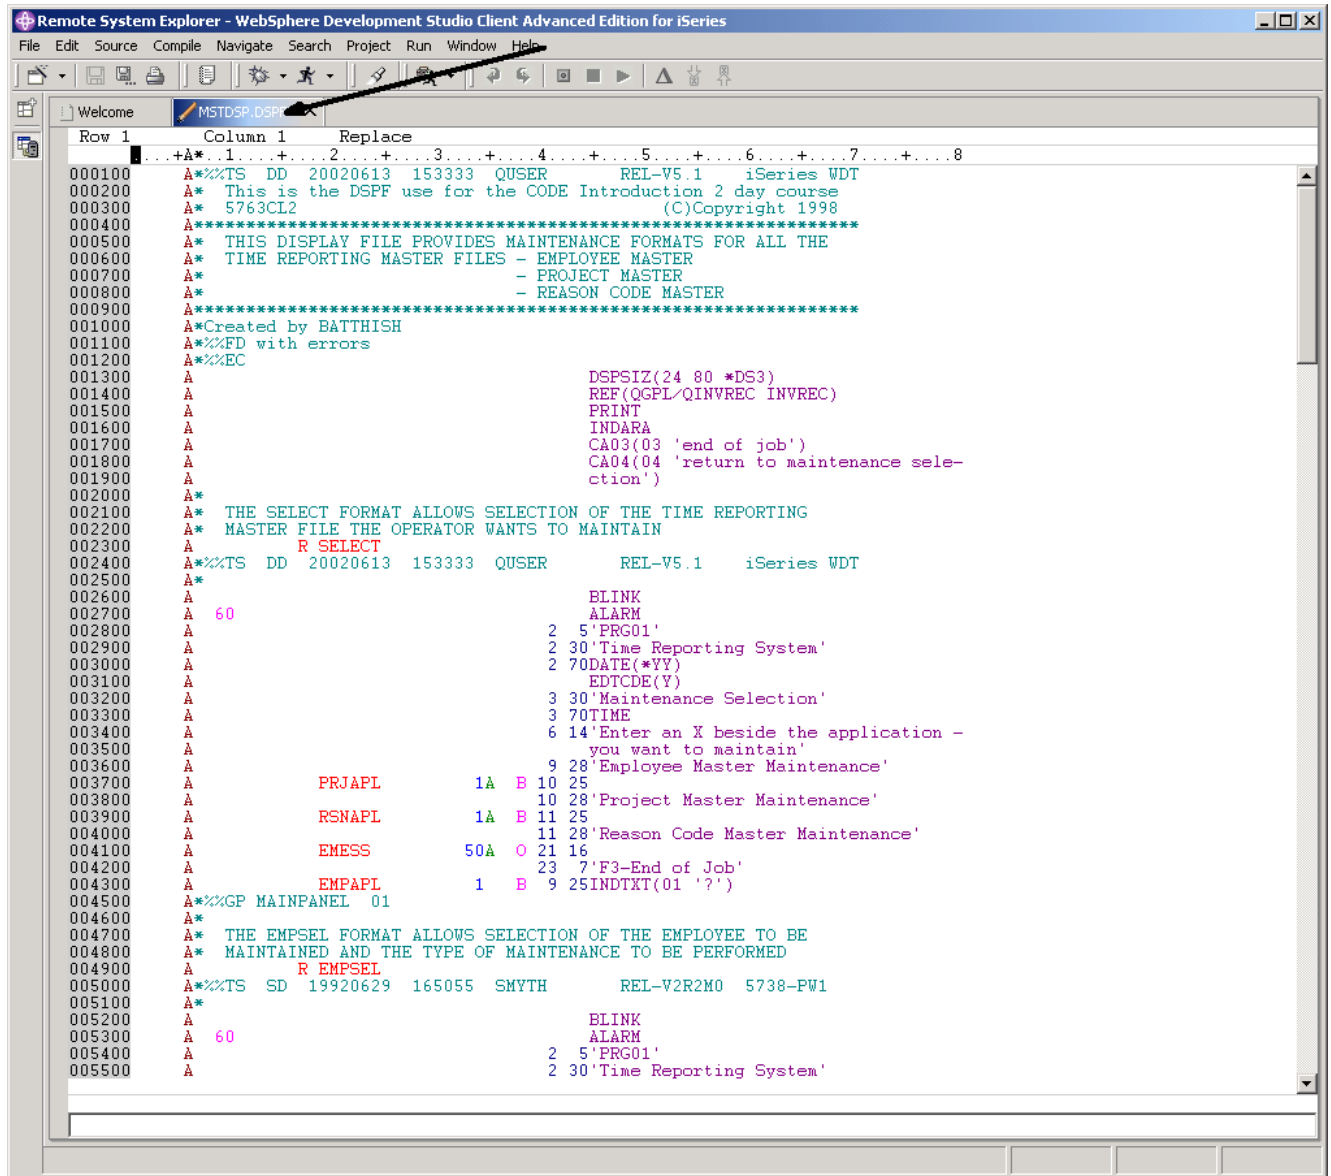 Remote System Explorer - WebSphere Development Studio Client Advanced Edition for iSeries
File Edit Source Compile Navigate Search Project Run Window Help
Welcome MSTDSP.DSPF
Row 1 Column 1 Replace
....+A*..1....+....2....+....3....+....4....+....5....+....6....+....7....+....8
000100 A*%%TS DD 20020613 153333 QUSER REL-V5.1 iSeries WDT
000200 A* This is the DSPF use for the CODE Introduction 2 day course
000300 A* 5763CL2 (C)Copyright 1998
000400 A****************************************************************
000500 A* THIS DISPLAY FILE PROVIDES MAINTENANCE FORMATS FOR ALL THE
000600 A* TIME REPORTING MASTER FILES - EMPLOYEE MASTER
000700 A* - PROJECT MASTER
000800 A* - REASON CODE MASTER
000900 A****************************************************************
001000 A*Created by BATTHISH
001100 A*%%FD with errors
001200 A*%%EC
001300 A DSPSIZ(24 80 *DS3)
001400 A REF(QGPL/QINVREC INVREC)
001500 A PRINT
001600 A INDARA
001700 A CA03(03 'end of job')
001800 A CA04(04 'return to maintenance sele-
001900 A ction')
002000 A*
002100 A* THE SELECT FORMAT ALLOWS SELECTION OF THE TIME REPORTING
002200 A* MASTER FILE THE OPERATOR WANTS TO MAINTAIN
002300 A R SELECT
002400 A*%%TS DD 20020613 153333 QUSER REL-V5.1 iSeries WDT
002500 A*
002600 A BLINK
002700 A 60 ALARM
002800 A 2 5'PRG01'
002900 A 2 30'Time Reporting System'
003000 A 2 70DATE(*YY)
003100 A EDTCDE(Y)
003200 A 3 30'Maintenance Selection'
003300 A 3 70TIME
003400 A 6 14'Enter an X beside the application -
003500 A you want to maintain'
003600 A 9 28'Employee Master Maintenance'
003700 A PRJAPL 1A B 10 25
003800 A 10 28'Project Master Maintenance'
003900 A RSNAPL 1A B 11 25
004000 A 11 28'Reason Code Master Maintenance'
004100 A EMESS 50A O 21 16
004200 A 23 7'F3-End of Job'
004300 A EMPAPL 1 B 9 25INDTXT(01 '?')
004500 A*%%GP MAINPANEL 01
004600 A*
004700 A* THE EMPSEL FORMAT ALLOWS SELECTION OF THE EMPLOYEE TO BE
004800 A* MAINTAINED AND THE TYPE OF MAINTENANCE TO BE PERFORMED
004900 A R EMPSEL
005000 A*%%TS SD 19920629 165055 SMYTH REL-V2R2M0 5738-PW1
005100 A*
005200 A BLINK
005300 A 60 ALARM
005400 A 2 5'PRG01'
005500 A 2 30'Time Reporting System'